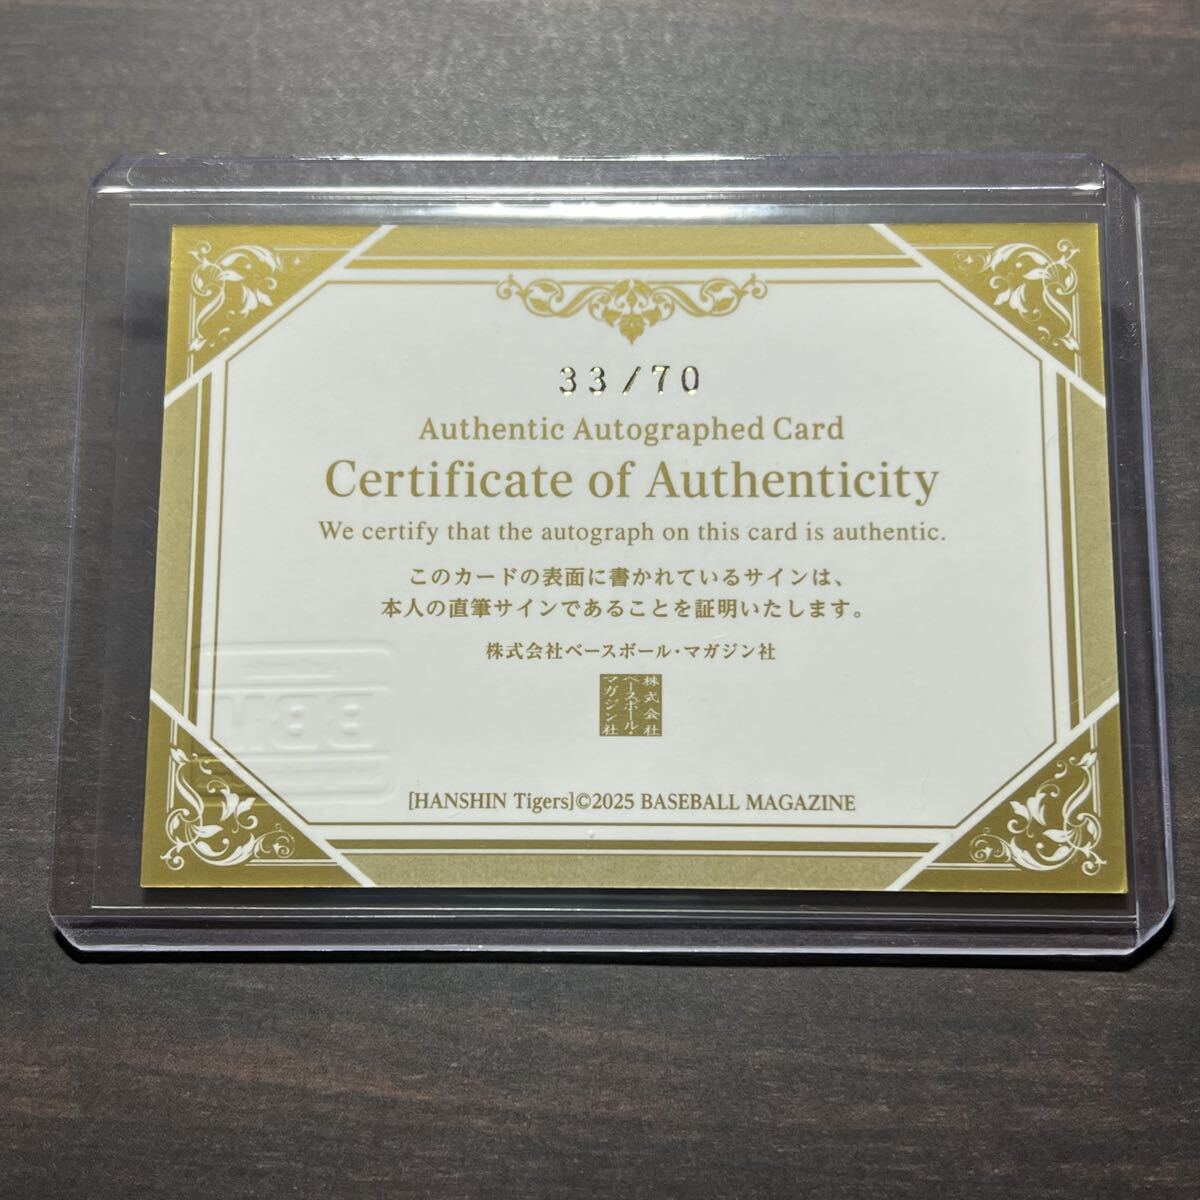 33/70
Authentic Autographed Card
Certificate of Authenticity
We certify that the autograph on this card is authentic.
このカードの表面に書かれているサインは、
本人の直筆サインであることを証明いたします。
株式会社ベースボール・マガジン社
株式会社
ベースボール・
マガジン社
[HANSHIN Tigers]©2025 BASEBALL MAGAZINE